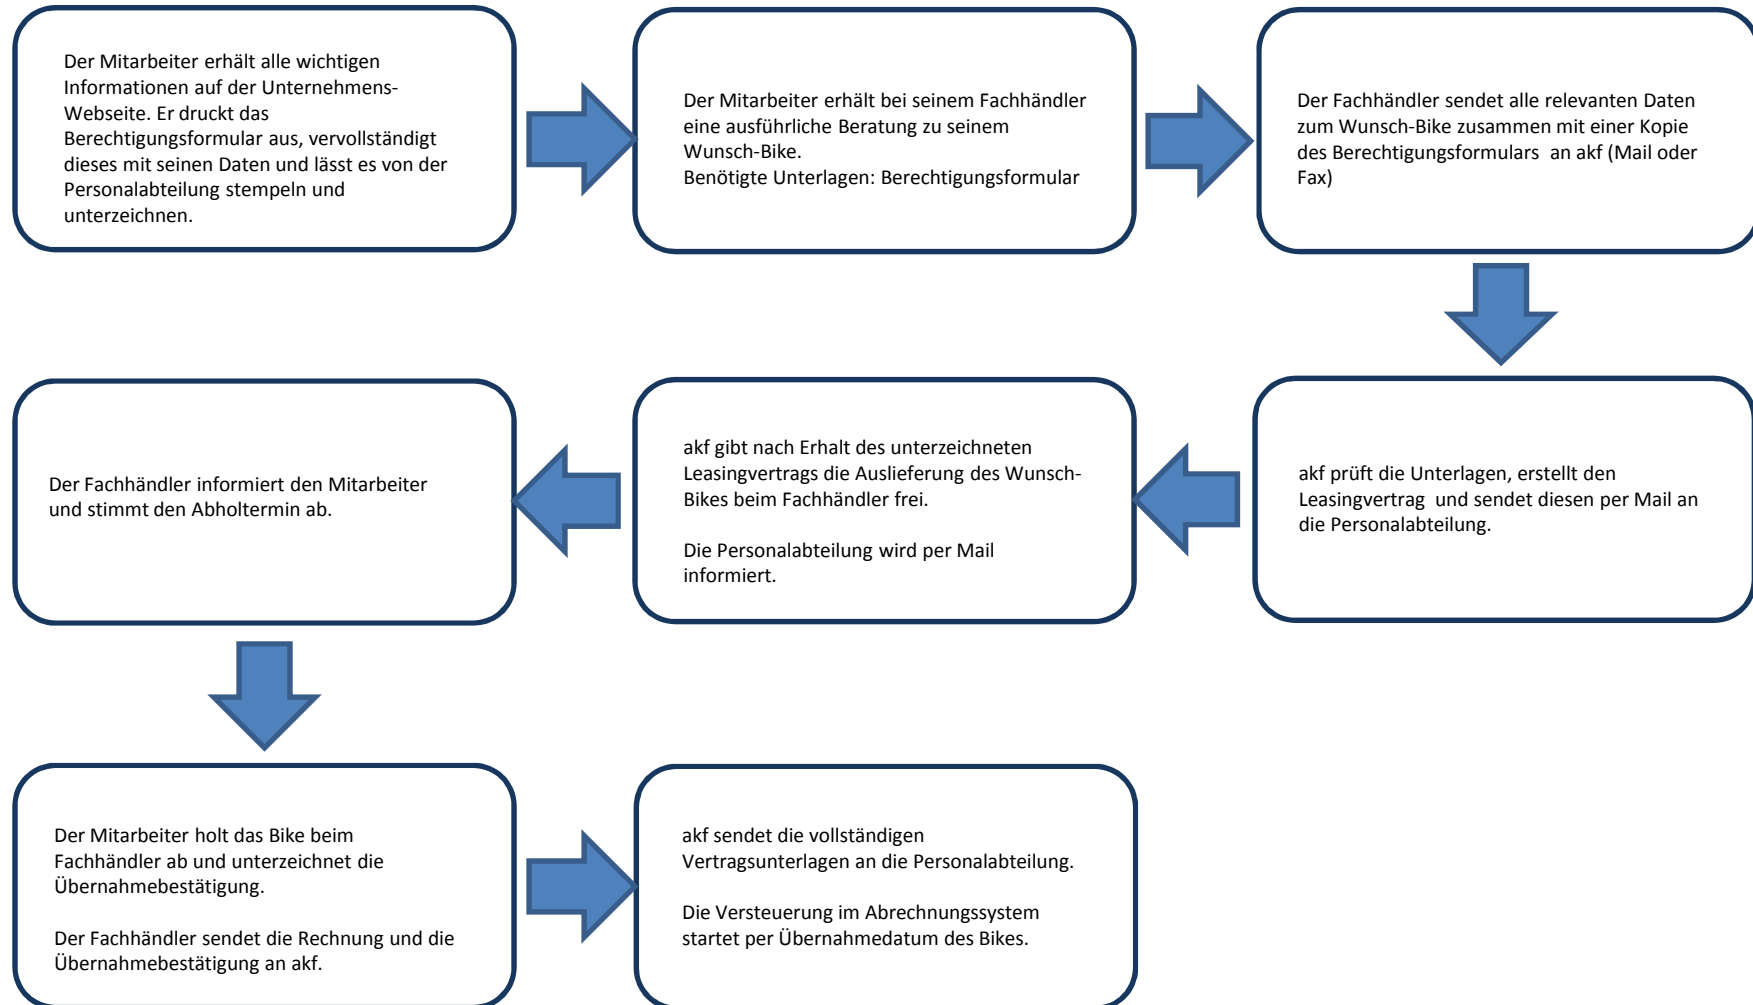 Der Mitarbeiter erhält alle wichtigen
Informationen auf der Unternehmens-
Webseite. Er druckt das
Berechtigungsformular aus, vervollständigt
dieses mit seinen Daten und lässt es von der
Personalabteilung stempeln und
unterzeichnen.
Der Mitarbeiter erhält bei seinem Fachhändler
eine ausführliche Beratung zu seinem
Wunsch-Bike.
Benötigte Unterlagen: Berechtigungsformular
Der Fachhändler sendet alle relevanten Daten
zum Wunsch-Bike zusammen mit einer Kopie
des Berechtigungsformulars an akf (Mail oder
Fax)
akf prüft die Unterlagen, erstellt den
Leasingvertrag und sendet diesen per Mail an
die Personalabteilung.
akf gibt nach Erhalt des unterzeichneten
Leasingvertrags die Auslieferung des Wunsch-
Bikes beim Fachhändler frei.
Die Personalabteilung wird per Mail
informiert.
Der Fachhändler informiert den Mitarbeiter
und stimmt den Abholtermin ab.
Der Mitarbeiter holt das Bike beim
Fachhändler ab und unterzeichnet die
Übernahmebestätigung.
Der Fachhändler sendet die Rechnung und die
Übernahmebestätigung an akf.
akf sendet die vollständigen
Vertragsunterlagen an die Personalabteilung.
Die Versteuerung im Abrechnungssystem
startet per Übernahmedatum des Bikes.